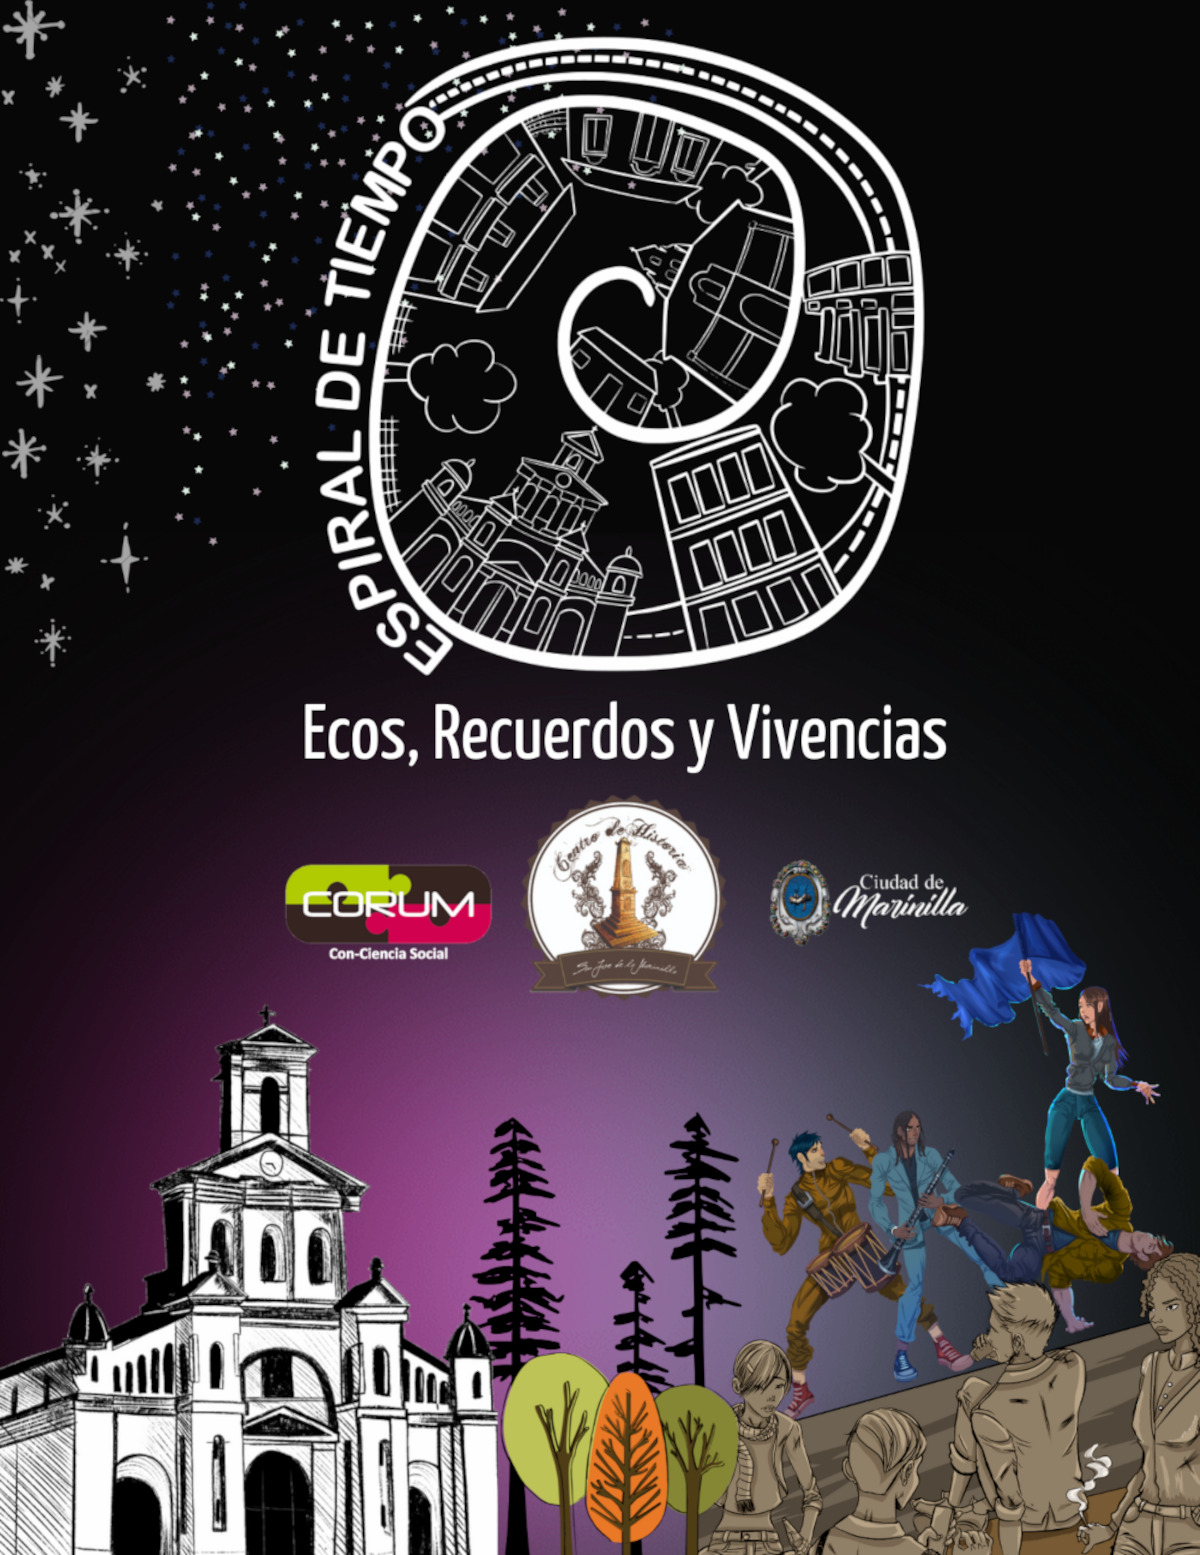 ESPIRAL DE TIEMPO
Ecos, Recuerdos y Vivencias
CORUM
Con-Ciencia Social
Centro de Historia
San Jose de la Marinilla
Ciudad de
Marinilla